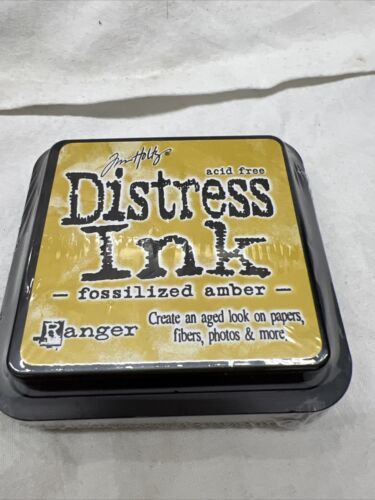 Tim Holtz®
acid free
Distress
Ink
- fossilized amber -
Ranger
Create an aged look on papers,
fibers, photos & more.